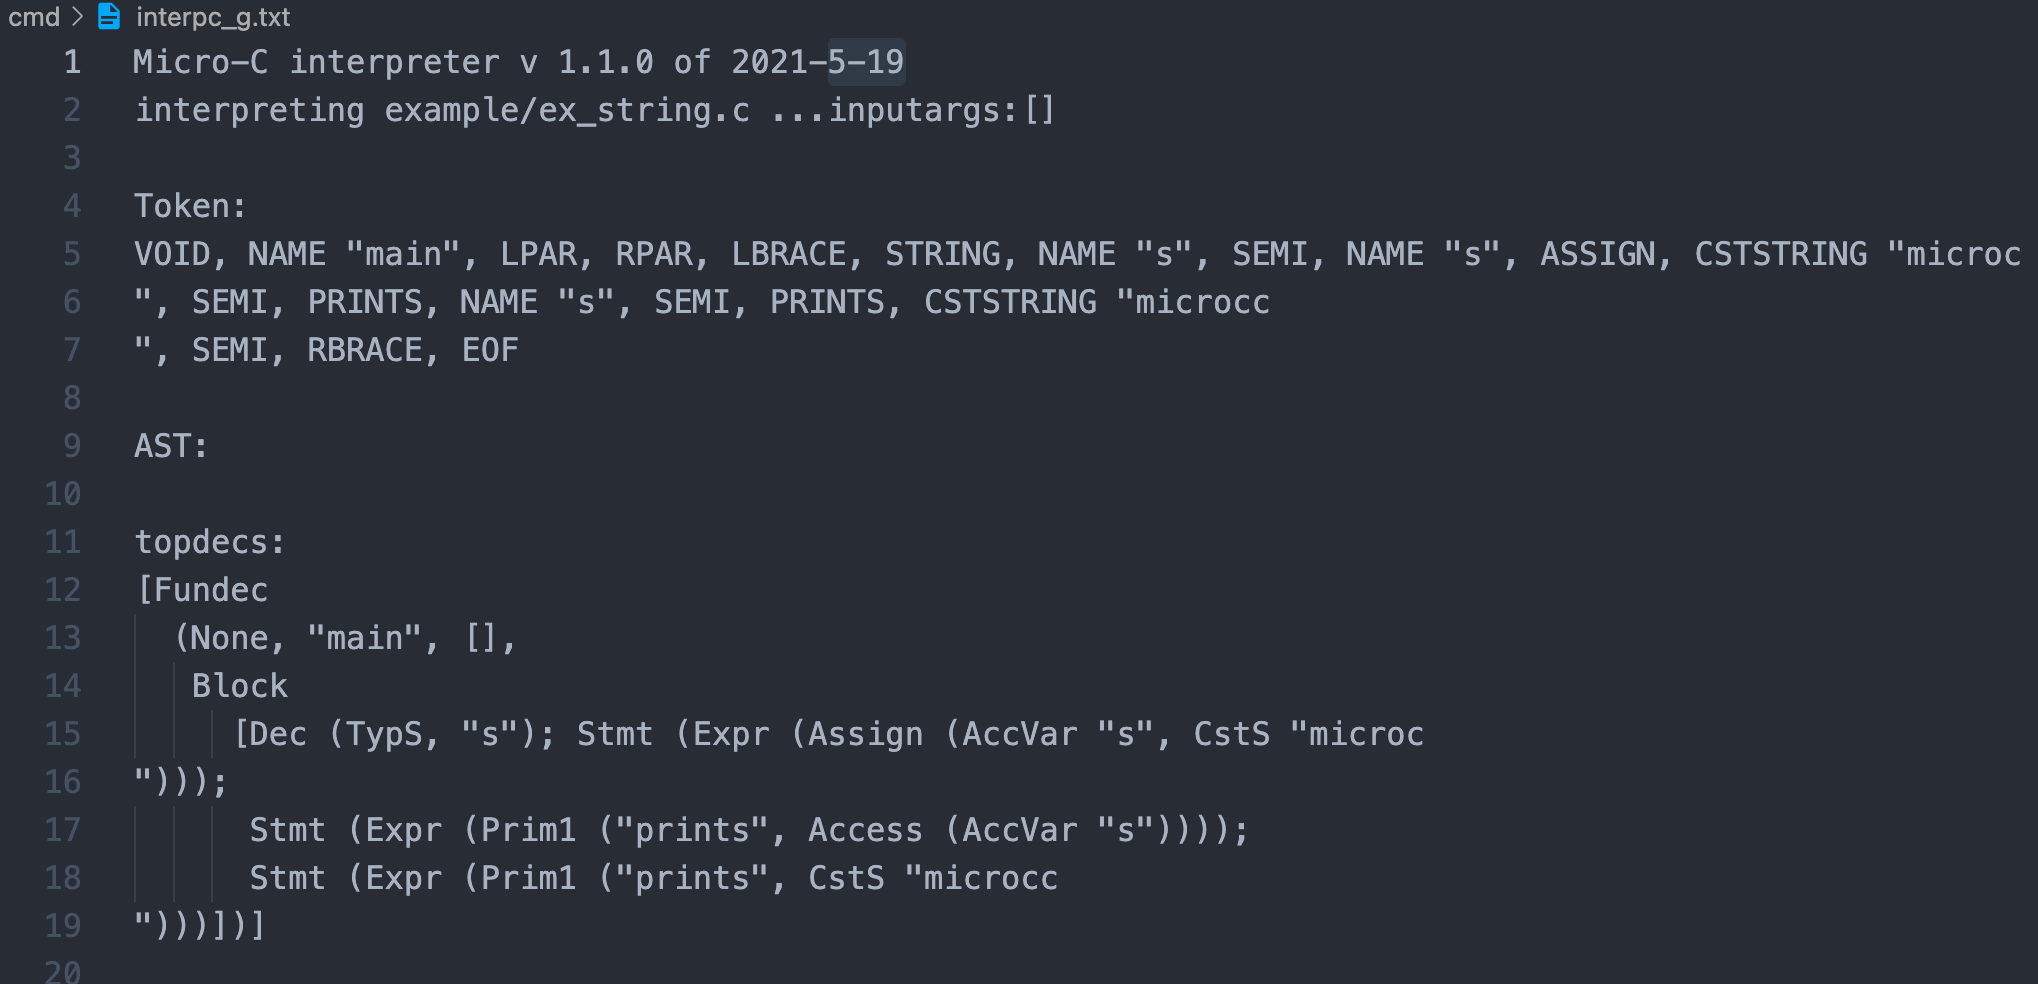 cmd > interpc_g.txt
1 Micro-C interpreter v 1.1.0 of 2021-5-19
2 interpreting example/ex_string.c ...inputargs:[]
3
4 Token:
5 VOID, NAME "main", LPAR, RPAR, LBRACE, STRING, NAME "s", SEMI, NAME "s", ASSIGN, CSTSTRING "microc
6 ", SEMI, PRINTS, NAME "s", SEMI, PRINTS, CSTSTRING "microcc
7 ", SEMI, RBRACE, EOF
8
9 AST:
10
11 topdecs:
12 [Fundec
13   (None, "main", [],
14    Block
15      [Dec (TypS, "s"); Stmt (Expr (Assign (AccVar "s", CstS "microc
16 ")));
17       Stmt (Expr (Prim1 ("prints", Access (AccVar "s"))));
18       Stmt (Expr (Prim1 ("prints", CstS "microcc
19 ")))])]
20